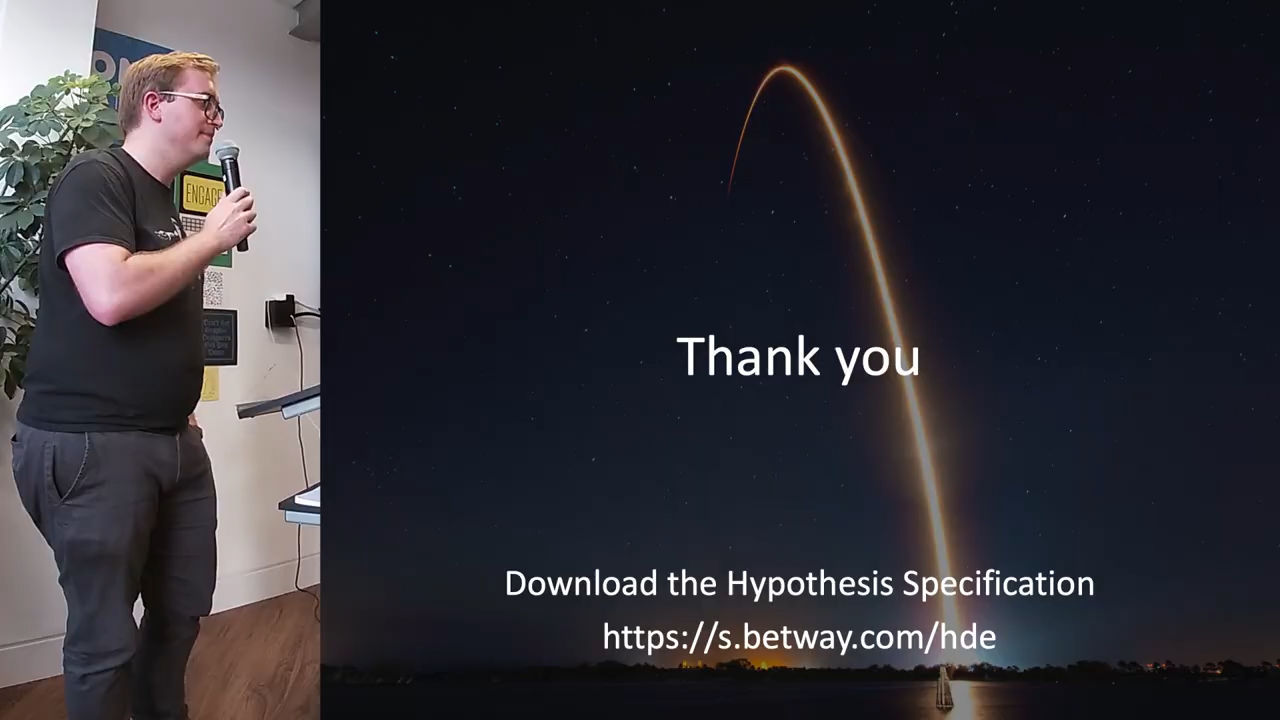 ENGAGE
Thank you
Download the Hypothesis Specification
https://s.betway.com/hde